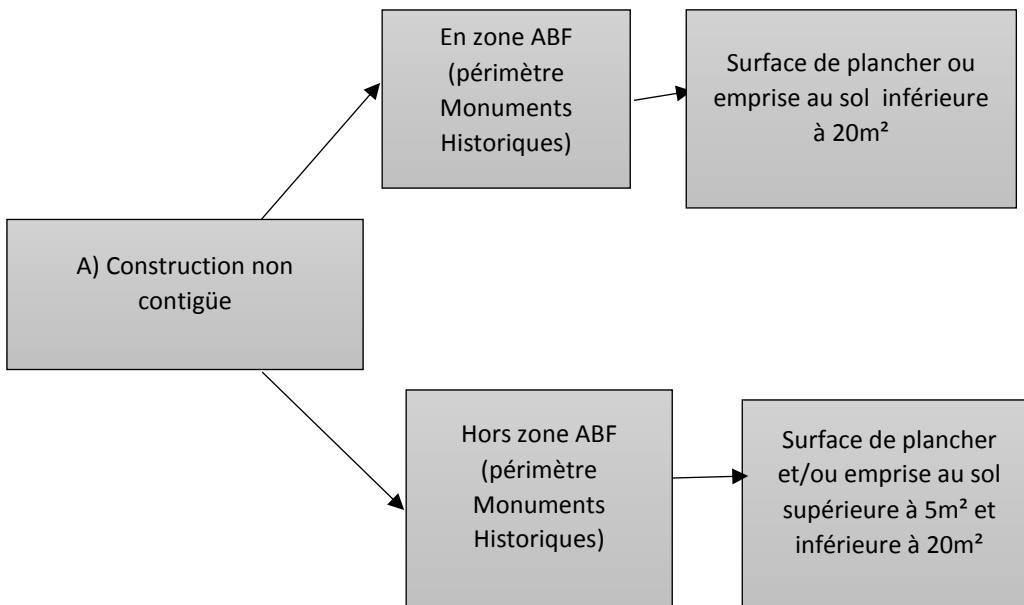 En zone ABF
(périmètre
Monuments
Historiques)
Surface de plancher ou
emprise au sol inférieure
à 20m²
A) Construction non
contigüe
Hors zone ABF
(périmètre
Monuments
Historiques)
Surface de plancher
et/ou emprise au sol
supérieure à 5m² et
inférieure à 20m²